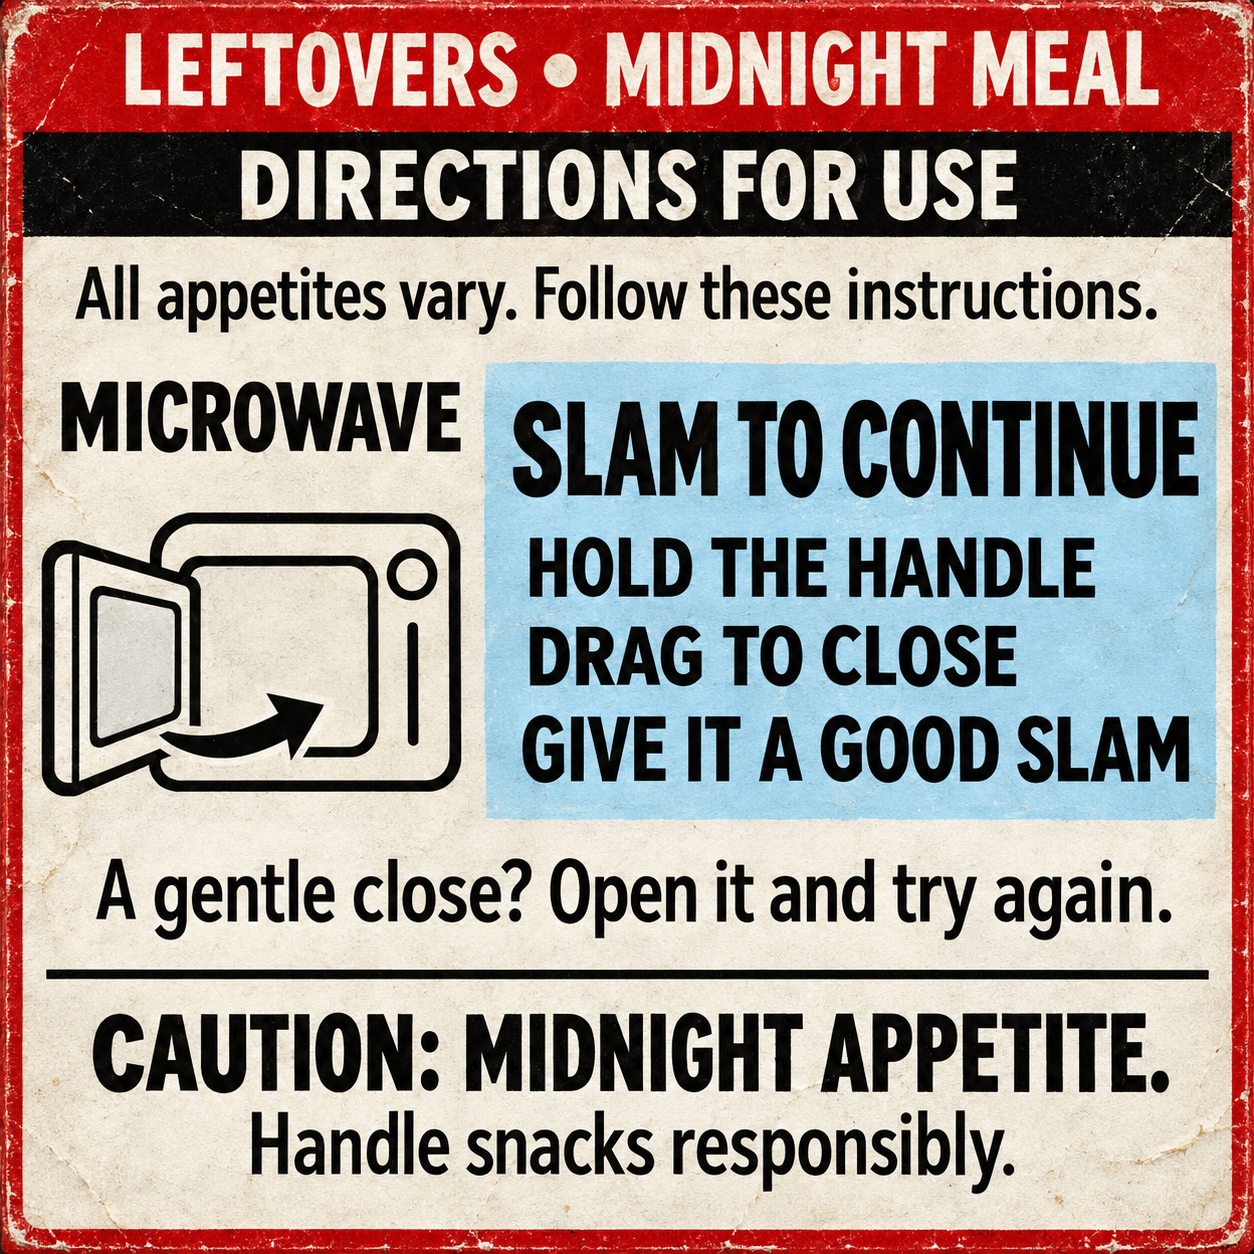 LEFTOVERS • MIDNIGHT MEAL
DIRECTIONS FOR USE
All appetites vary. Follow these instructions.
MICROWAVE
SLAM TO CONTINUE
HOLD THE HANDLE
DRAG TO CLOSE
GIVE IT A GOOD SLAM
A gentle close? Open it and try again.
CAUTION: MIDNIGHT APPETITE.
Handle snacks responsibly.